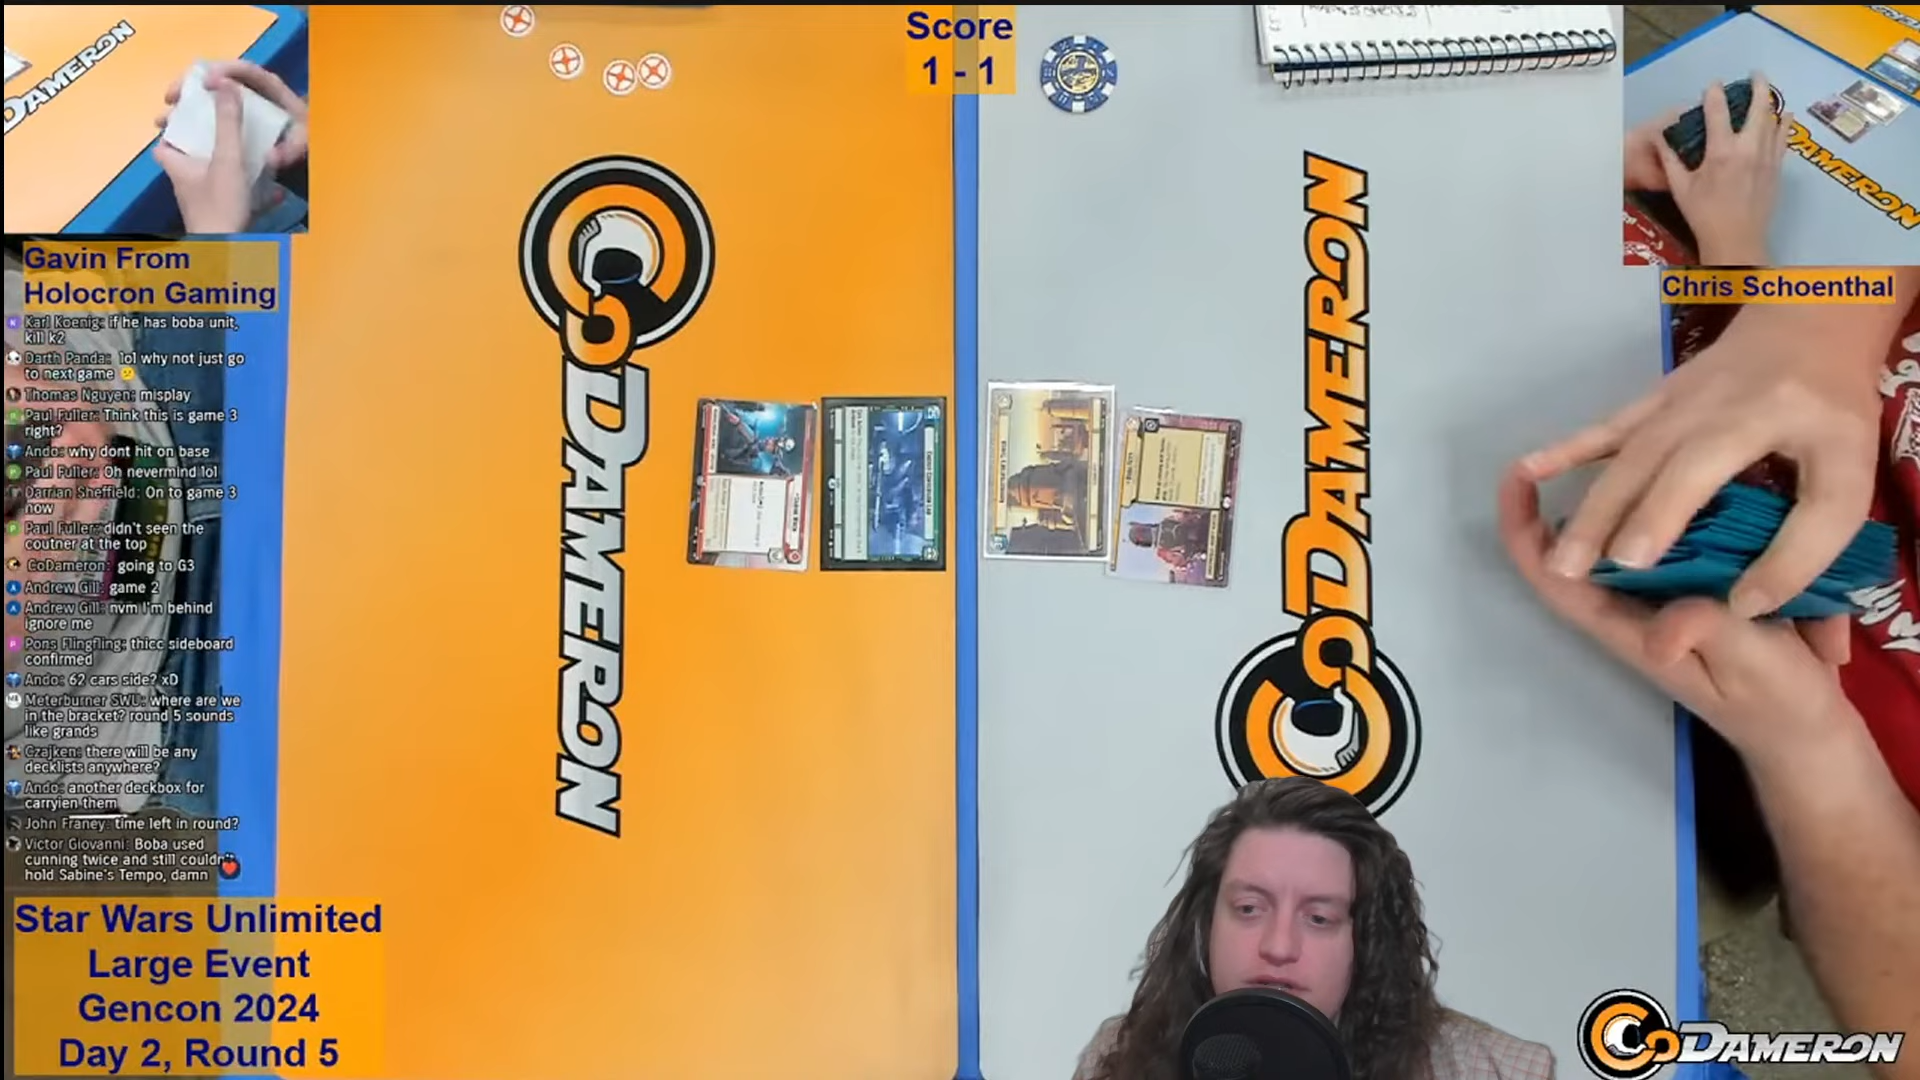 Score
1 - 1
DAMERON
CODAMERON
CODAMERON
DAMERON
Gavin From
Holocron Gaming
Chris Schoenthal
Karl Koenig: if he has boba unit,
kill k2
Darth Panda: lol why not just go
to next game
Thomas Nguyen: misplay
Paul Fuller: Think this is game 3
right?
Ando: why dont hit on base
Paul Fuller: Oh nevermind lol
Darrian Sheffield: On to game 3
now
Paul Fuller: didn't seen the
coutner at the top
CoDameron: going to G3
Andrew Gill: game 2
Andrew Gill: nvm I'm behind
ignore me
Pons Flingfling: thicc sideboard
confirmed
Ando: 62 cars side? xD
Meterburner SWU: where are we
in the bracket? round 5 sounds
like grands
Czajken: there will be any
decklists anywhere?
Ando: another deckbox for
carryien them
John Franey: time left in round?
Victor Giovanni: Boba used
cunning twice and still couldn
hold Sabine's Tempo, damn
Star Wars Unlimited
Large Event
Gencon 2024
Day 2, Round 5
CODAMERON